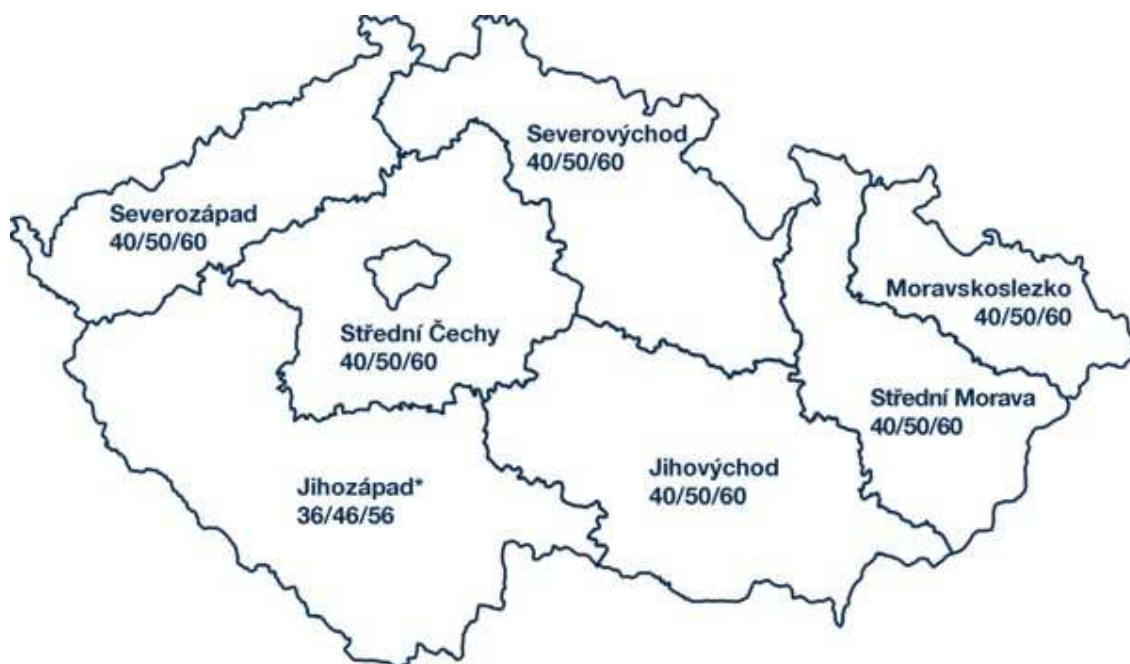 Severovýchod
40/50/60
Severozápad
40/50/60
Moravskoslezko
40/50/60
Střední Čechy
40/50/60
Střední Morava
40/50/60
Jihovýchod
40/50/60
Jihozápad*
36/46/56